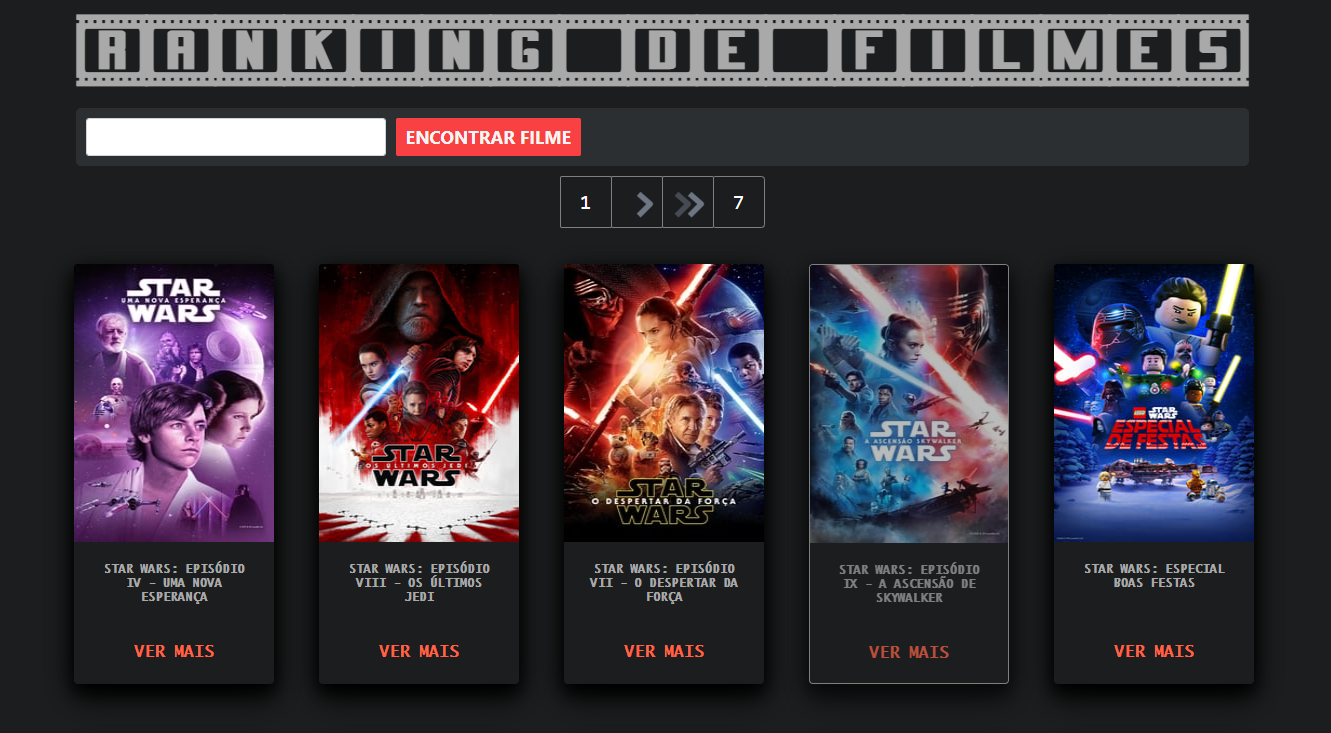 RANKING DE FILMES
ENCONTRAR FILME
1
7
STAR
UMA NOVA ESPERANÇA
WARS
STAR
OS ÚLTIMOS JEDI
WARS
STAR
O DESPERTAR DA FORÇA
WARS
STAR
A ASCENSÃO SKYWALKER
WARS
LEGO STAR
WARS
ESPECIAL
DE FESTAS
STAR WARS: EPISÓDIO
IV - UMA NOVA
ESPERANÇA
VER MAIS
STAR WARS: EPISÓDIO
VIII - OS ÚLTIMOS
JEDI
VER MAIS
STAR WARS: EPISÓDIO
VII - O DESPERTAR DA
FORÇA
VER MAIS
STAR WARS: EPISÓDIO
IX - A ASCENSÃO DE
SKYWALKER
VER MAIS
STAR WARS: ESPECIAL
BOAS FESTAS
VER MAIS